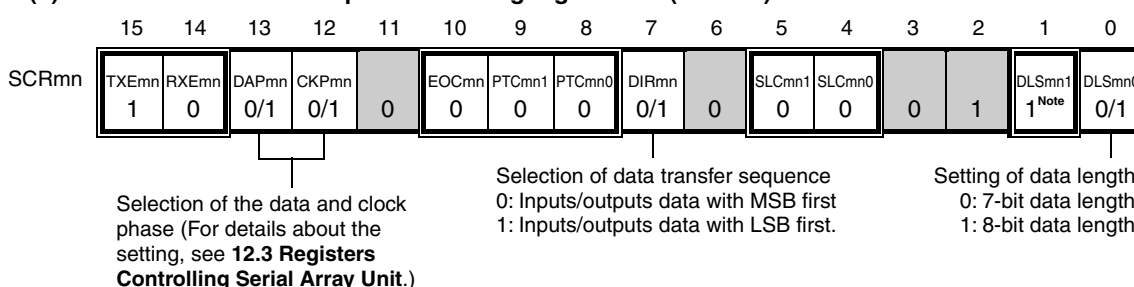 15 14 13 12 11 10 9 8 7 6 5 4 3 2 1 0
SCRmn
TXEmn RXEmn DAPmn CKPmn EOCmn PTCmn1 PTCmn0 DIRmn SLCmn1 SLCmn0 DLSmn1 DLSmn0
1 0 0/1 0/1 0 0 0 0 0/1 0 0 0 0 1 1 Note 0/1
Selection of the data and clock
phase (For details about the
setting, see 12.3 Registers
Controlling Serial Array Unit.)
Selection of data transfer sequence
0: Inputs/outputs data with MSB first
1: Inputs/outputs data with LSB first.
Setting of data length
0: 7-bit data length
1: 8-bit data length